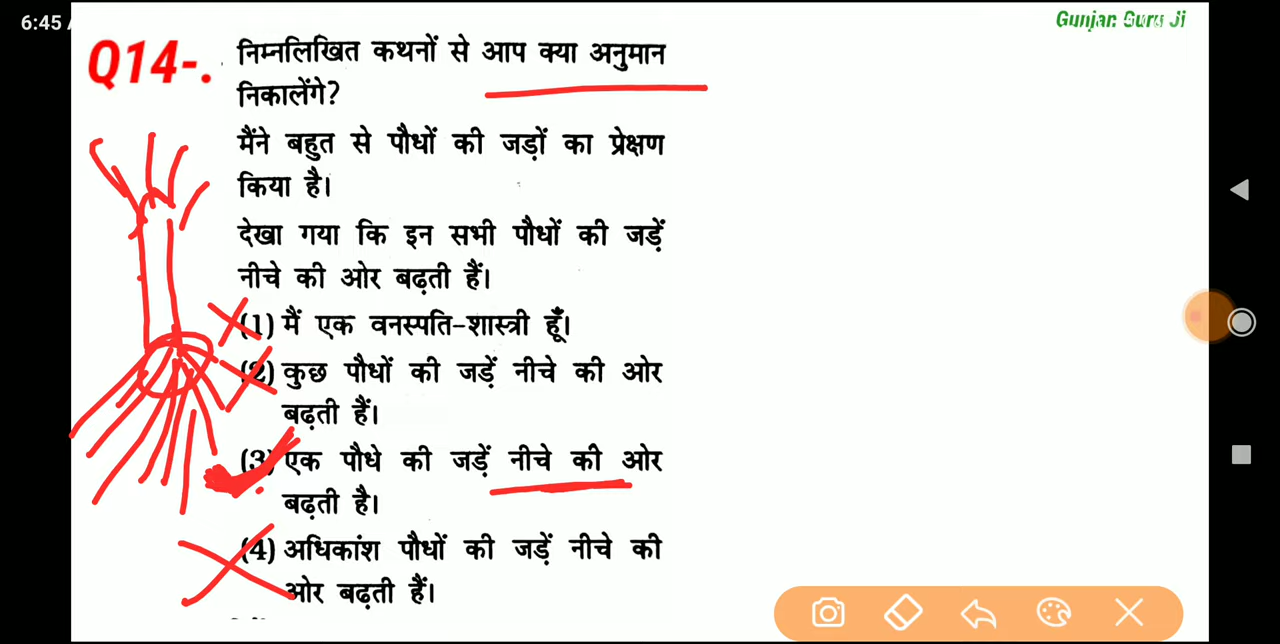 6:45
Gunjan Guru Ji
Q14-.
निम्नलिखित कथनों से आप क्या अनुमान
निकालेंगे?
मैंने बहुत से पौधों की जड़ों का प्रेक्षण
किया है।
देखा गया कि इन सभी पौधों की जड़ें
नीचे की ओर बढ़ती हैं।
(1) मैं एक वनस्पति-शास्त्री हूँ।
(2) कुछ पौधों की जड़ें नीचे की ओर
बढ़ती हैं।
(3) एक पौधे की जड़ें नीचे की ओर
बढ़ती है।
(4) अधिकांश पौधों की जड़ें नीचे की
ओर बढ़ती हैं।